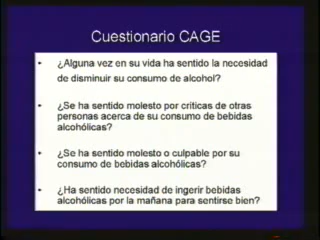 Cuestionario CAGE
• ¿Alguna vez en su vida ha sentido la necesidad
de disminuir su consumo de alcohol?
• ¿Se ha sentido molesto por críticas de otras
personas acerca de su consumo de bebidas
alcohólicas?
• ¿Se ha sentido molesto o culpable por su
consumo de bebidas alcohólicas?
• ¿Ha sentido necesidad de ingerir bebidas
alcohólicas por la mañana para sentirse bien?